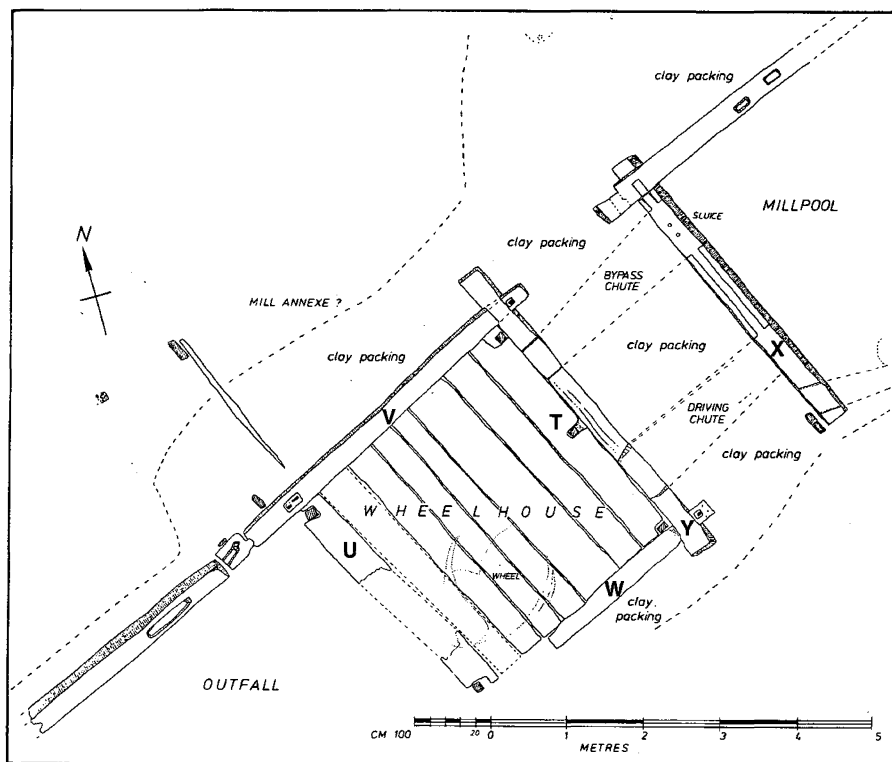 clay packing
MILLPOOL
SLUICE
N
clay packing
BYPASS
CHUTE
MILL ANNEXE ?
clay packing
clay packing
X
V
T
DRIVING
CHUTE
clay packing
WHEELHOUSE
Y
U
WHEEL
W
clay
packing
OUTFALL
CM 100 20 0 1 2 3 4 5
METRES